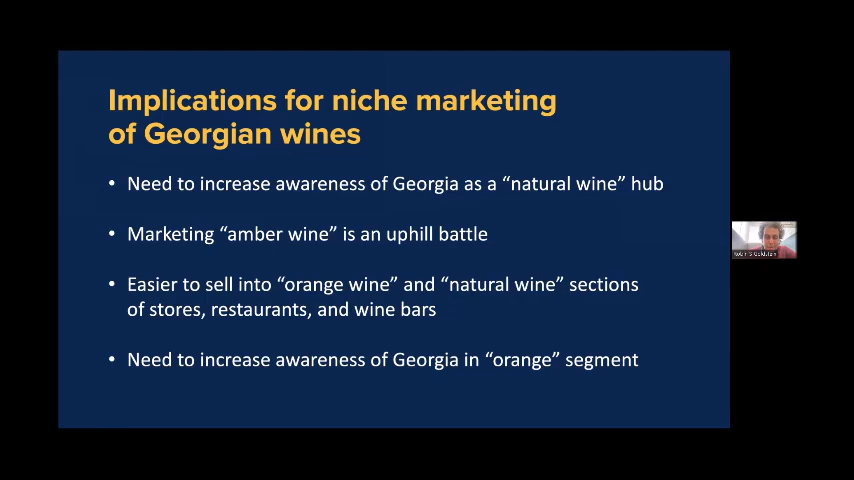 Implications for niche marketing
of Georgian wines
• Need to increase awareness of Georgia as a “natural wine” hub
• Marketing “amber wine” is an uphill battle
• Easier to sell into “orange wine” and “natural wine” sections
of stores, restaurants, and wine bars
• Need to increase awareness of Georgia in “orange” segment
Robin S Goldstein